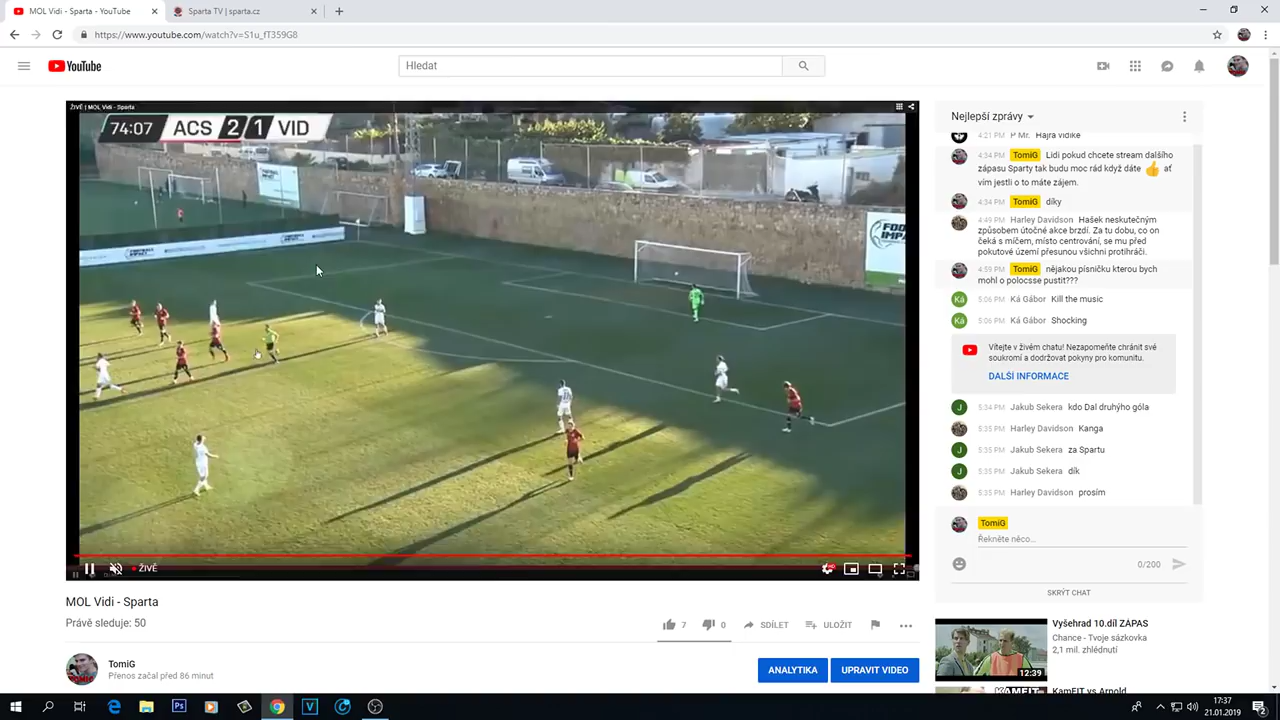 MOL Vidi - Sparta - YouTube
Sparta TV | sparta.cz
https://www.youtube.com/watch?v=S1u_fT359G8
YouTube
Hledat
ŽIVĚ | MOL Vidi - Sparta
74:07 ACS 2 1 VID
ŽIVĚ
HD
MOL Vidi - Sparta
Právě sleduje: 50
7
0
SDÍLET
ULOŽIT
TomiG
Přenos začal před 86 minut
ANALYTIKA
UPRAVIT VIDEO
Nejlepší zprávy
4:21 PM P Mr. Hajra vidike
4:34 PM TomiG Lidi pokud chcete stream dalšího
zápasu Sparty tak budu moc rád když dáte 👍 ať
vím jestli o to máte zájem.
4:34 PM TomiG díky
4:49 PM Harley Davidson Hašek neskutečným
způsobem útočné akce brzdí. Za tu dobu, co on
čeká s míčem, místo centrování, se mu před
pokutové území přesunou všichni protihráči.
4:59 PM TomiG nějakou písničku kterou bych
mohl o polocsse pustit???
Ká
5:06 PM Ká Gábor Kill the music
Ká
5:06 PM Ká Gábor Shocking
Vítejte v živém chatu! Nezapomeňte chránit své
soukromí a dodržovat pokyny pro komunitu.
DALŠÍ INFORMACE
J
5:34 PM Jakub Sekera kdo Dal druhýho góla
5:35 PM Harley Davidson Kanga
J
5:35 PM Jakub Sekera za Spartu
J
5:35 PM Jakub Sekera dík
5:35 PM Harley Davidson prosím
TomiG
Řekněte něco...
0/200
SKRÝT CHAT
Vyšehrad 10.díl ZÁPAS
Chance - Tvoje sázkovka
2,1 mil. zhlédnutí
12:39
KamFIT vs Arnold
17:37
21.01.2019
2